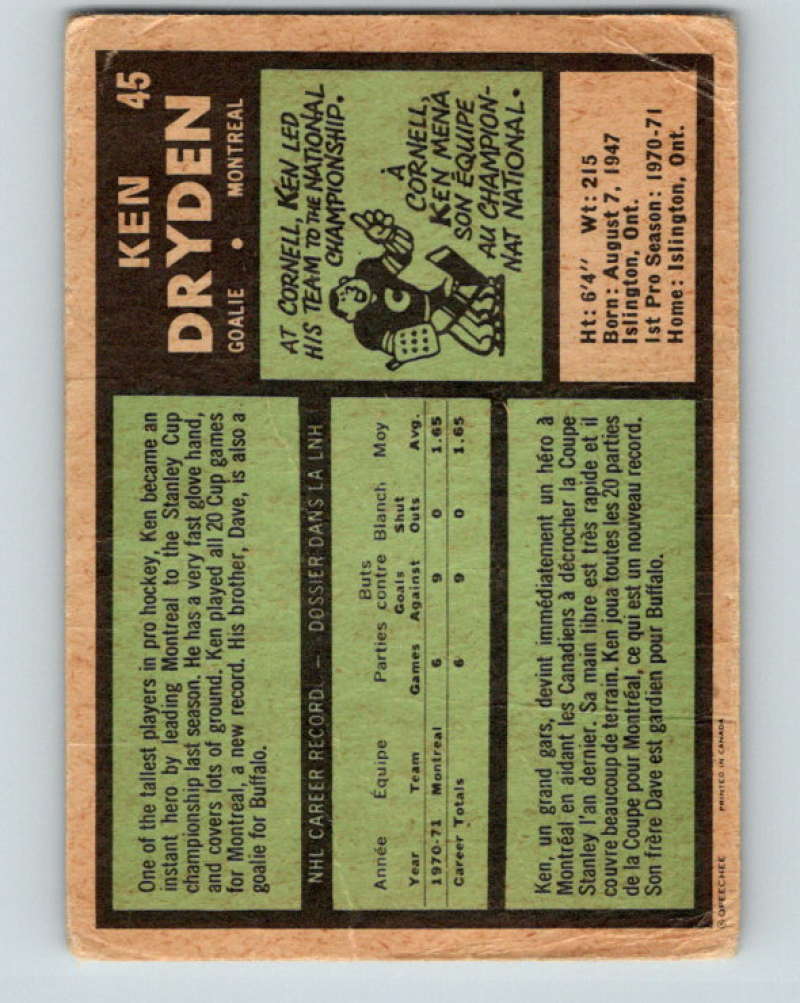 KEN 45
DRYDEN
GOALIE • MONTREAL
One of the tallest players in pro hockey, Ken became an
instant hero by leading Montreal to the Stanley Cup
championship last season. He has a very fast glove hand,
and covers lots of ground. Ken played all 20 Cup games
for Montreal, a new record. His brother, Dave, is also a
goalie for Buffalo.
AT CORNELL, KEN LED
HIS TEAM TO THE NATIONAL
CHAMPIONSHIP.
À
CORNELL,
KEN MENA
SON ÉQUIPE
AU CHAMPION-
NAT NATIONAL.
C
NHL CAREER RECORD — DOSSIER DANS LA LNH
Année Équipe Parties Buts contre Blanch Moy
Year Team Games Goals Against Shut Outs Avg.
1970-71 Montreal 6 9 0 1.65
Career Totals 6 9 0 1.65
Ht: 6'4" Wt: 215
Born: August 7, 1947
Islington, Ont.
1st Pro Season: 1970-71
Home: Islington, Ont.
Ken, un grand gars, devint immédiatement un héro à
Montréal en aidant les Canadiens à décrocher la Coupe
Stanley l'an dernier. Sa main libre est très rapide et il
couvre beaucoup de terrain. Ken joua toutes les 20 parties
de la Coupe pour Montréal, ce qui est un nouveau record.
Son frère Dave est gardien pour Buffalo.
© OPEECHEE PRINTED IN CANADA